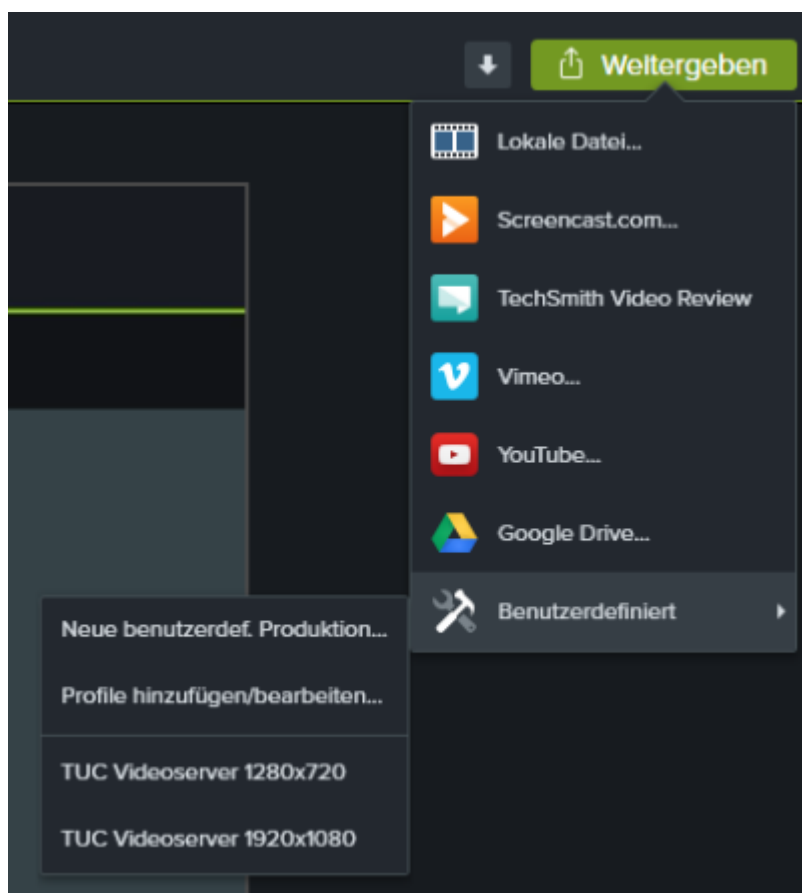 Weitergeben
Lokale Datei...
Screencast.com...
TechSmith Video Review
Vimeo...
YouTube...
Google Drive...
Benutzerdefiniert
Neue benutzerdef. Produktion...
Profile hinzufügen/bearbeiten...
TUC Videoserver 1280x720
TUC Videoserver 1920x1080